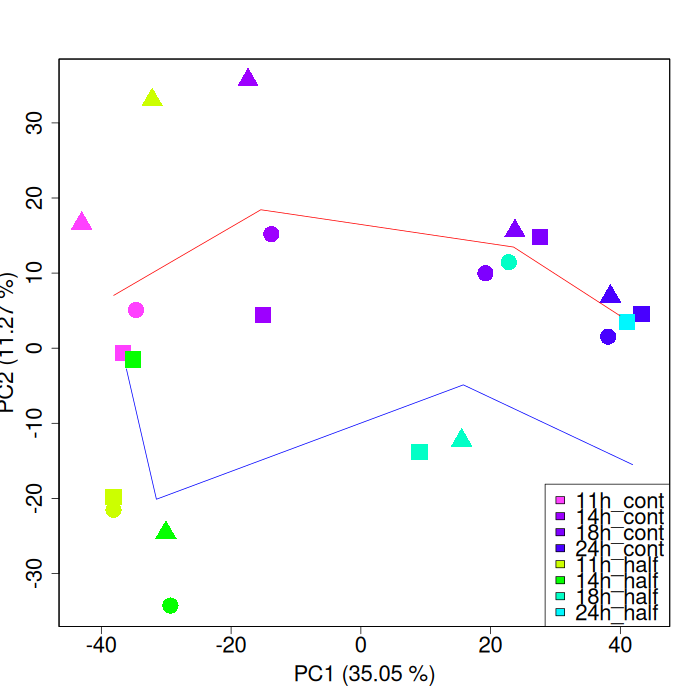 30
20
10
0
-10
-20
-30
PC2 (11.27 %)
-40
-20
0
20
40
PC1 (35.05 %)
11h_cont
14h_cont
18h_cont
24h_cont
11h_half
14h_half
18h_half
24h_half